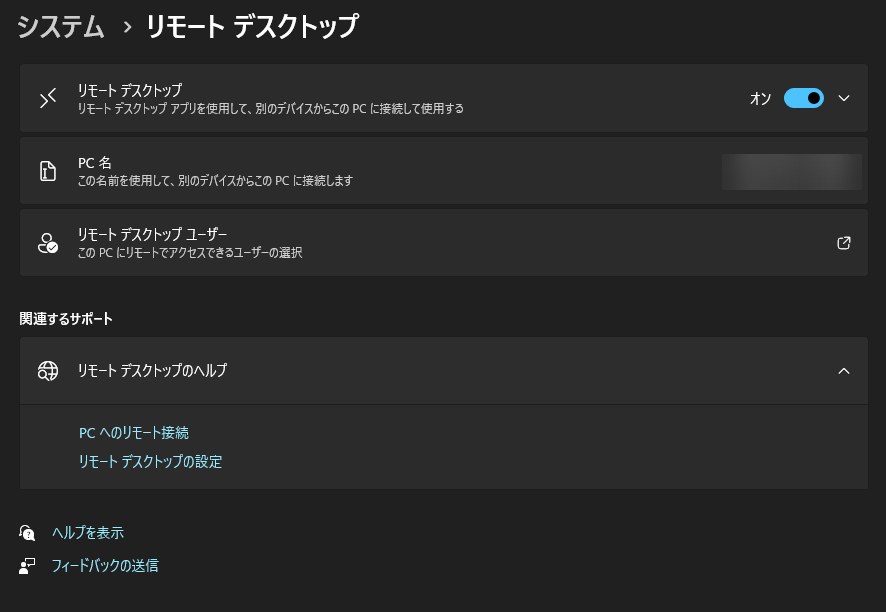 システム › リモート デスクトップ
リモート デスクトップ
リモート デスクトップ アプリを使用して、別のデバイスからこの PC に接続して使用する
オン
PC 名
この名前を使用して、別のデバイスからこの PC に接続します
リモート デスクトップ ユーザー
この PC にリモートでアクセスできるユーザーの選択
関連するサポート
リモート デスクトップのヘルプ
PC へのリモート接続
リモート デスクトップの設定
ヘルプを表示
フィードバックの送信